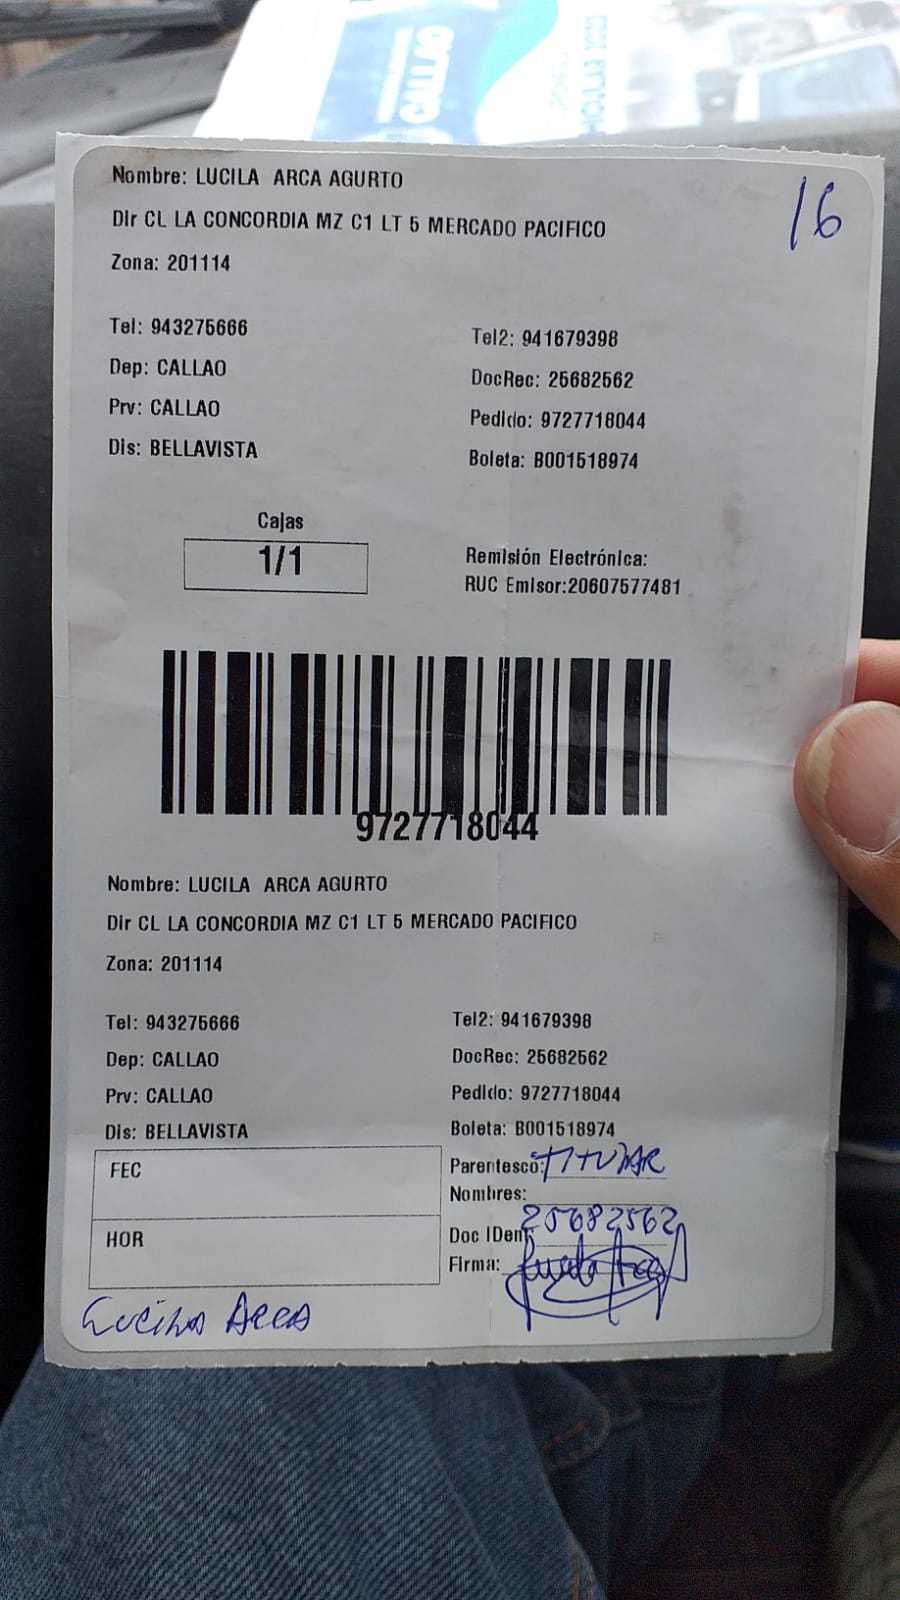 CALLAO
Nombre: LUCILA ARCA AGURTO
16
Dir CL LA CONCORDIA MZ C1 LT 5 MERCADO PACIFICO
Zona: 201114
Tel: 943275666 Tel2: 941679398
Dep: CALLAO DocRec: 25682562
Prv: CALLAO Pedido: 9727718044
Dis: BELLAVISTA Boleta: B001518974
Cajas
1/1
Remisión Electrónica:
RUC Emisor:20607577481
9727718044
Nombre: LUCILA ARCA AGURTO
Dir CL LA CONCORDIA MZ C1 LT 5 MERCADO PACIFICO
Zona: 201114
Tel: 943275666 Tel2: 941679398
Dep: CALLAO DocRec: 25682562
Prv: CALLAO Pedido: 9727718044
Dis: BELLAVISTA Boleta: B001518974
FEC Parentesco: TITULAR
Nombres:
HOR Doc IDent: 25682562
Firma: Lucila Arca
Lucila Arca